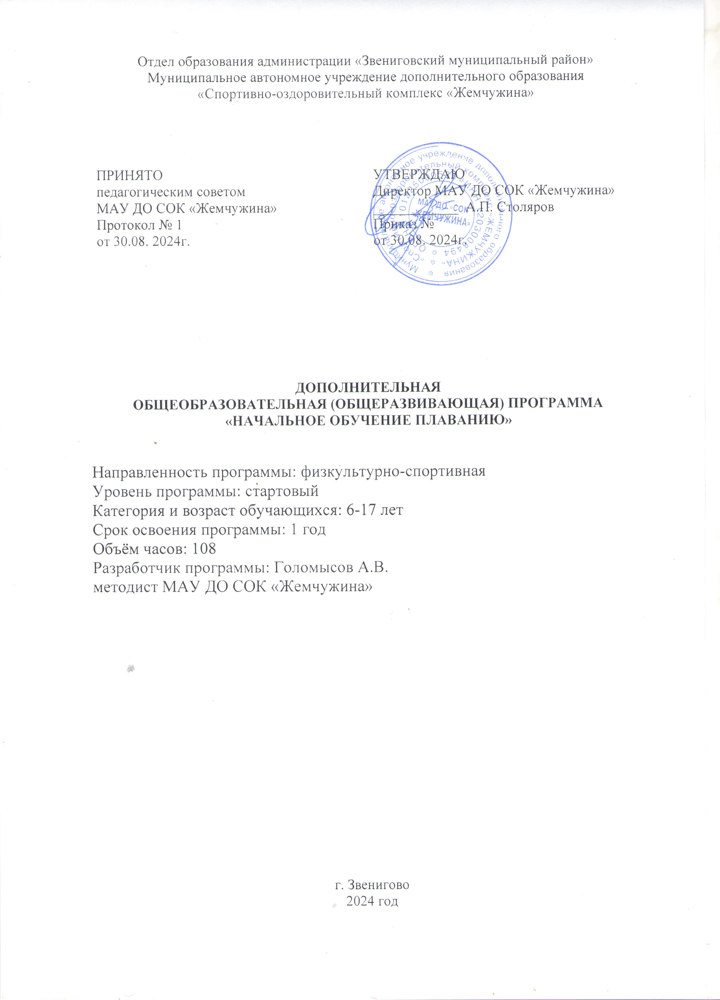 Отдел образования администрации «Звениговский муниципальный район»
Муниципальное автономное учреждение дополнительного образования
«Спортивно-оздоровительный комплекс «Жемчужина»
ПРИНЯТО
педагогическим советом
МАУ ДО СОК «Жемчужина»
Протокол № 1
от 30.08. 2024г.
УТВЕРЖДАЮ
Директор МАУ ДО СОК «Жемчужина»
____________ А.П. Столяров
Приказ №
от 30.08. 2024г.
Муниципальное автономное учреждение дополнительного образования
«Спортивно-оздоровительный комплекс «ЖЕМЧУЖИНА»
ИНН 1203008494
МАУ ДО «СОК
«ЖЕМЧУЖИНА»
ДОПОЛНИТЕЛЬНАЯ
ОБЩЕОБРАЗОВАТЕЛЬНАЯ (ОБЩЕРАЗВИВАЮЩАЯ) ПРОГРАММА
«НАЧАЛЬНОЕ ОБУЧЕНИЕ ПЛАВАНИЮ»
Направленность программы: физкультурно-спортивная
Уровень программы: стартовый
Категория и возраст обучающихся: 6-17 лет
Срок освоения программы: 1 год
Объём часов: 108
Разработчик программы: Голомысов А.В.
методист МАУ ДО СОК «Жемчужина»
г. Звенигово
2024 год